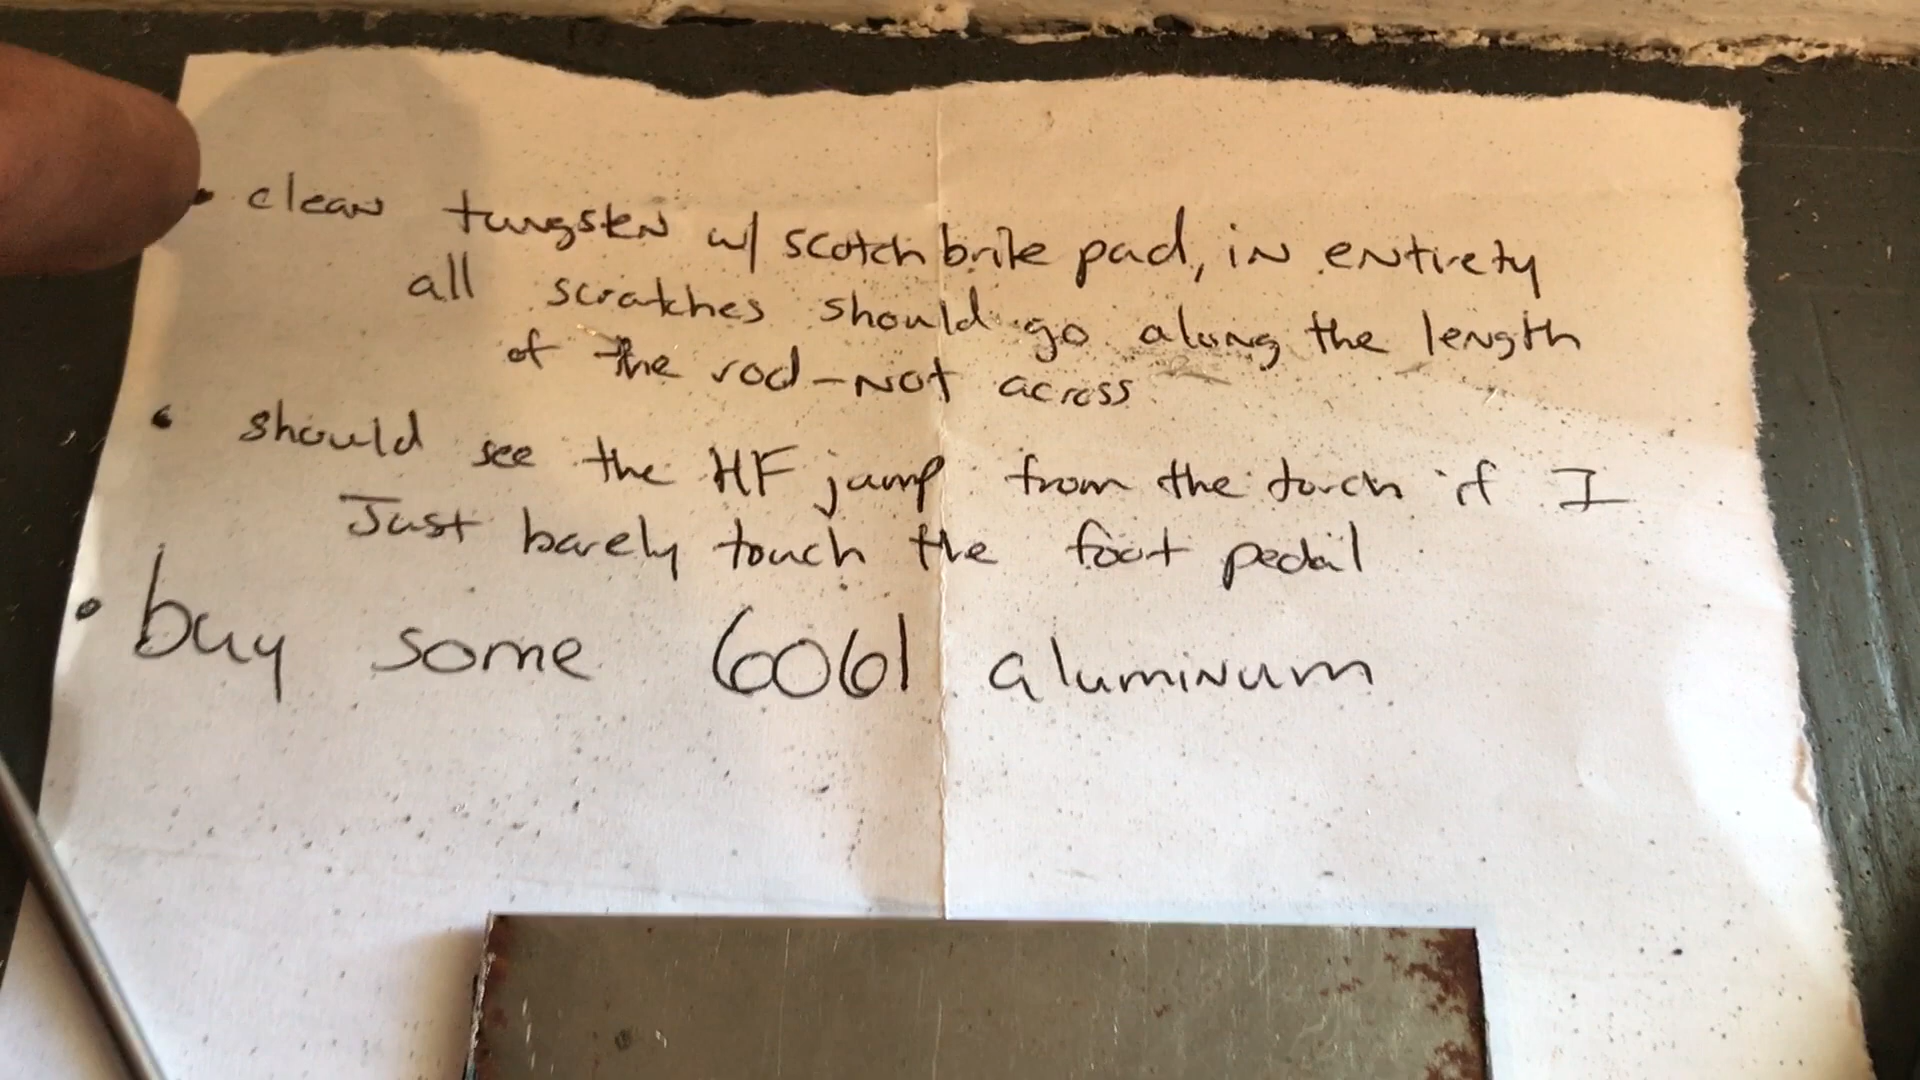 • clean tungsten w/ scotch brite pad, in entirety
all scratches should go along the length
of the rod - not across
• should see the HF jump from the torch if I
Just barely touch the foot pedal
• buy some 6061 aluminum